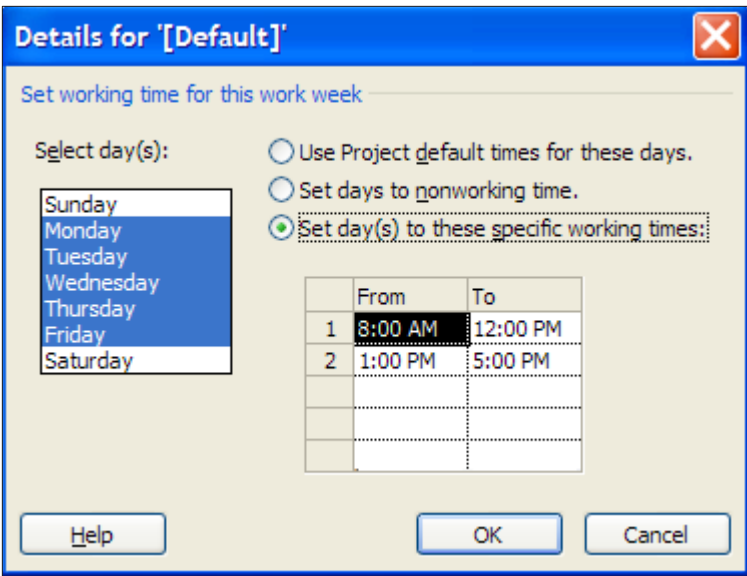 Details for '[Default]'
Set working time for this work week
Select day(s):
Use Project default times for these days.
Set days to nonworking time.
Set day(s) to these specific working times:
Sunday
Monday
Tuesday
Wednesday
Thursday
Friday
Saturday
From To
1 8:00 AM 12:00 PM
2 1:00 PM 5:00 PM
Help OK Cancel